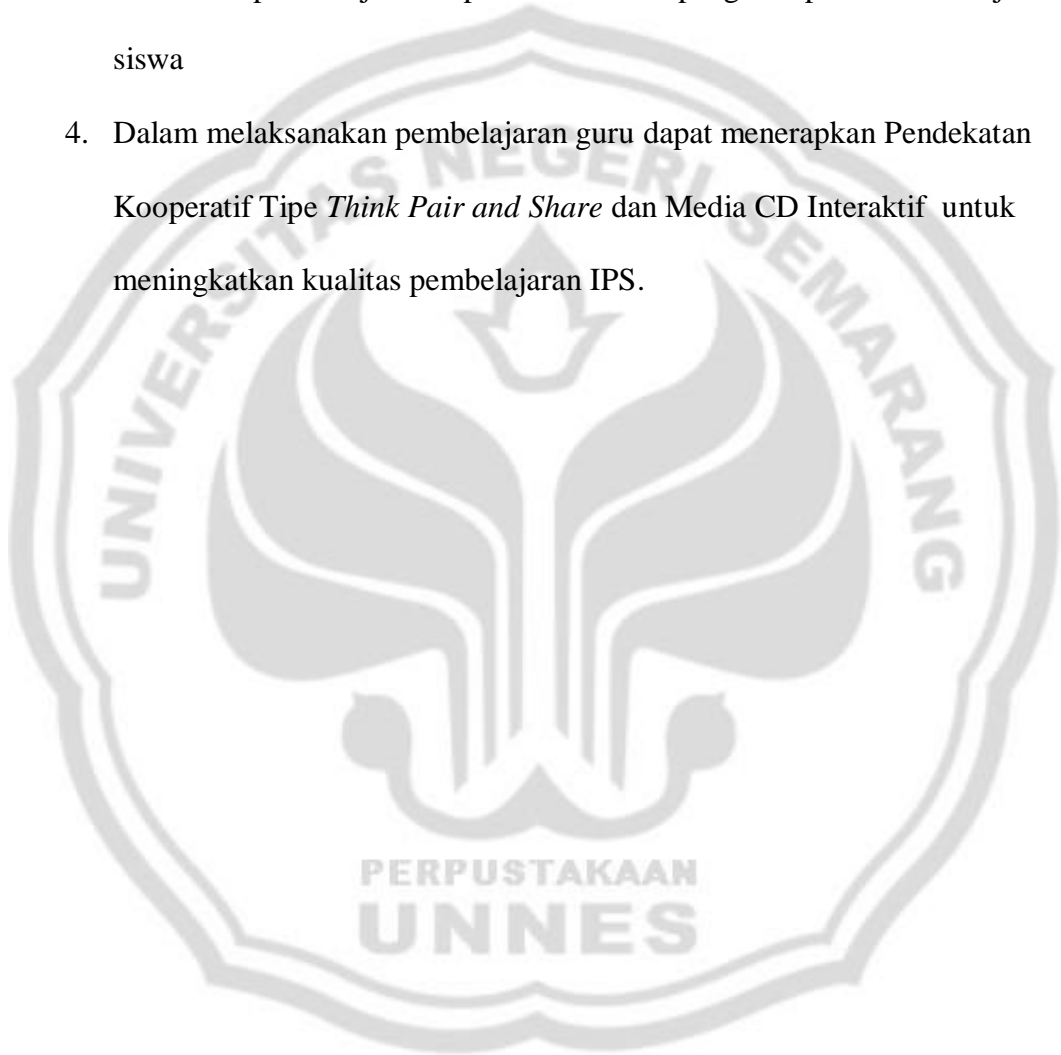 siswa
4. Dalam melaksanakan pembelajaran guru dapat menerapkan Pendekatan
Kooperatif Tipe Think Pair and Share dan Media CD Interaktif untuk
meningkatkan kualitas pembelajaran IPS.
UNIVERSITAS NEGERI SEMARANG
PERPUSTAKAAN
UNNES